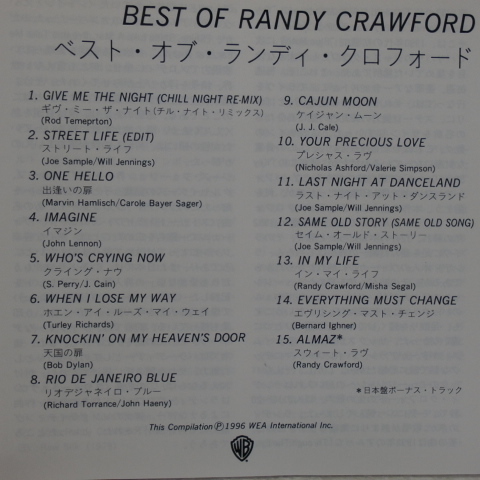 BEST OF RANDY CRAWFORD
ベスト・オブ・ランディ・クロフォード
1. GIVE ME THE NIGHT (CHILL NIGHT RE-MIX)
ギヴ・ミー・ザ・ナイト(チル・ナイト・リミックス)
(Rod Temeprton)
2. STREET LIFE (EDIT)
ストリート・ライフ
(Joe Sample/Will Jennings)
3. ONE HELLO
出逢いの扉
(Marvin Hamlisch/Carole Bayer Sager)
4. IMAGINE
イマジン
(John Lennon)
5. WHO'S CRYING NOW
クライング・ナウ
(S. Perry/J. Cain)
6. WHEN I LOSE MY WAY
ホエン・アイ・ルーズ・マイ・ウェイ
(Turley Richards)
7. KNOCKIN' ON MY HEAVEN'S DOOR
天国の扉
(Bob Dylan)
8. RIO DE JANEIRO BLUE
リオデジャネイロ・ブルー
(Richard Torrance/John Haeny)
9. CAJUN MOON
ケイジャン・ムーン
(J. J. Cale)
10. YOUR PRECIOUS LOVE
プレシャス・ラヴ
(Nicholas Ashford/Valerie Simpson)
11. LAST NIGHT AT DANCELAND
ラスト・ナイト・アット・ダンスランド
(Joe Sample/Will Jennings)
12. SAME OLD STORY (SAME OLD SONG)
セイム・オールド・ストーリー
(Joe Sample/Will Jennings)
13. IN MY LIFE
イン・マイ・ライフ
(Randy Crawford/Misha Segal)
14. EVERYTHING MUST CHANGE
エヴリシング・マスト・チェンジ
(Bernard Ighner)
15. ALMAZ*
スウィート・ラヴ
(Randy Crawford)
*日本盤ボーナス・トラック
This Compilation Ⓟ 1996 WEA International Inc.
WB